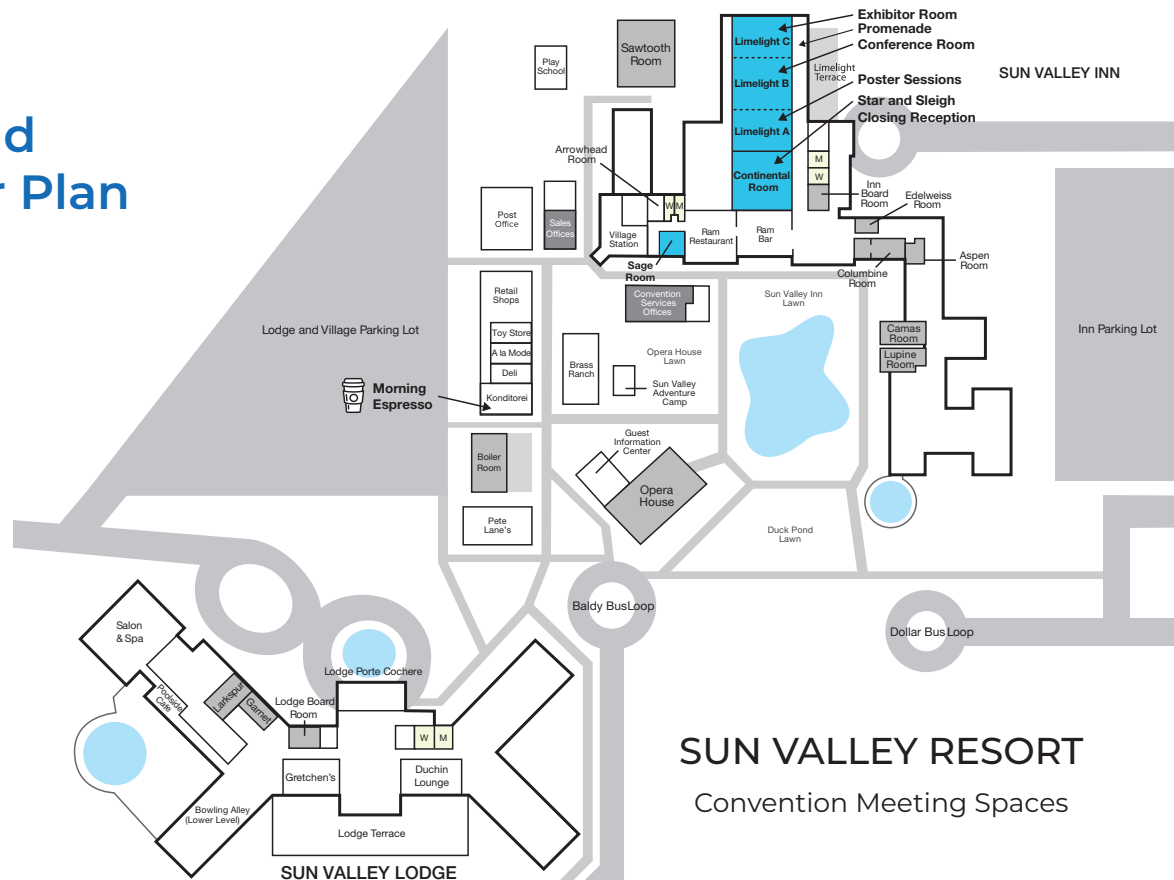 d
r Plan
Exhibitor Room
Promenade
Conference Room
Poster Sessions
Star and Sleigh
Closing Reception
SUN VALLEY INN
Limelight C
Limelight B
Limelight A
Continental
Room
Limelight
Terrace
Sawtooth
Room
Play
School
Arrowhead
Room
M
W
Inn
Board
Room
Edelweiss
Room
Aspen
Room
Columbine
Room
Post
Office
Sales
Offices
W M
Village
Station
Ram
Restaurant
Ram
Bar
Sage
Room
Convention
Services
Offices
Sun Valley Inn
Lawn
Camas
Room
Lupine
Room
Inn Parking Lot
Lodge and Village Parking Lot
Retail
Shops
Toy Store
A la Mode
Deli
Konditorei
Morning
Espresso
Brass
Ranch
Opera House
Lawn
Sun Valley
Adventure
Camp
Guest
Information
Center
Boiler
Room
Opera
House
Pete
Lane's
Duck Pond
Lawn
Baldy BusLoop
Dollar Bus Loop
Salon
& Spa
Poolside
Cafe
Larkspur
Garnet
Lodge Board
Room
Lodge Porte Cochere
W M
Gretchen's
Duchin
Lounge
Bowling Alley
(Lower Level)
Lodge Terrace
SUN VALLEY LODGE
SUN VALLEY RESORT
Convention Meeting Spaces